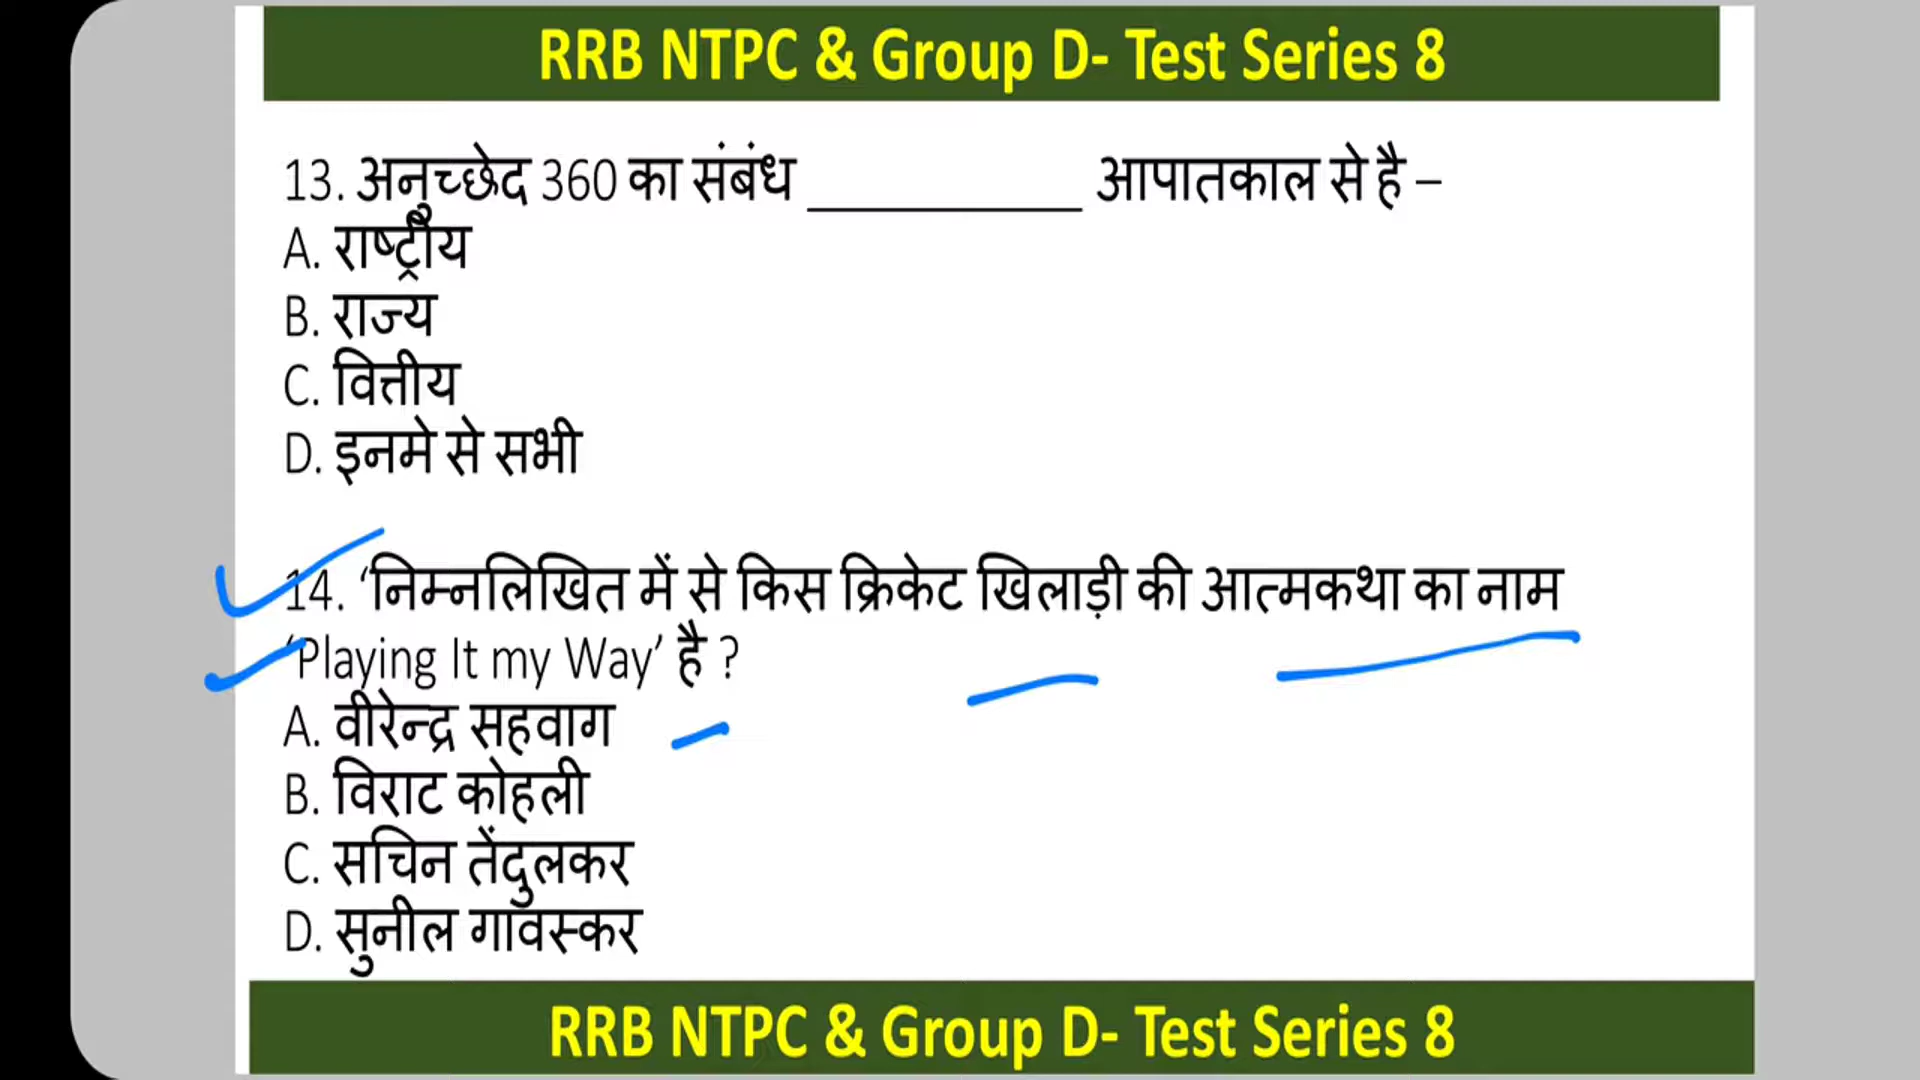 RRB NTPC & Group D- Test Series 8
13. अनुच्छेद 360 का संबंध __________ आपातकाल से है –
A. राष्ट्रीय
B. राज्य
C. वित्तीय
D. इनमे से सभी
14. ‘निम्नलिखित में से किस क्रिकेट खिलाड़ी की आत्मकथा का नाम
‘Playing It my Way’ है ?
A. वीरेन्द्र सहवाग
B. विराट कोहली
C. सचिन तेंदुलकर
D. सुनील गावस्कर
RRB NTPC & Group D- Test Series 8